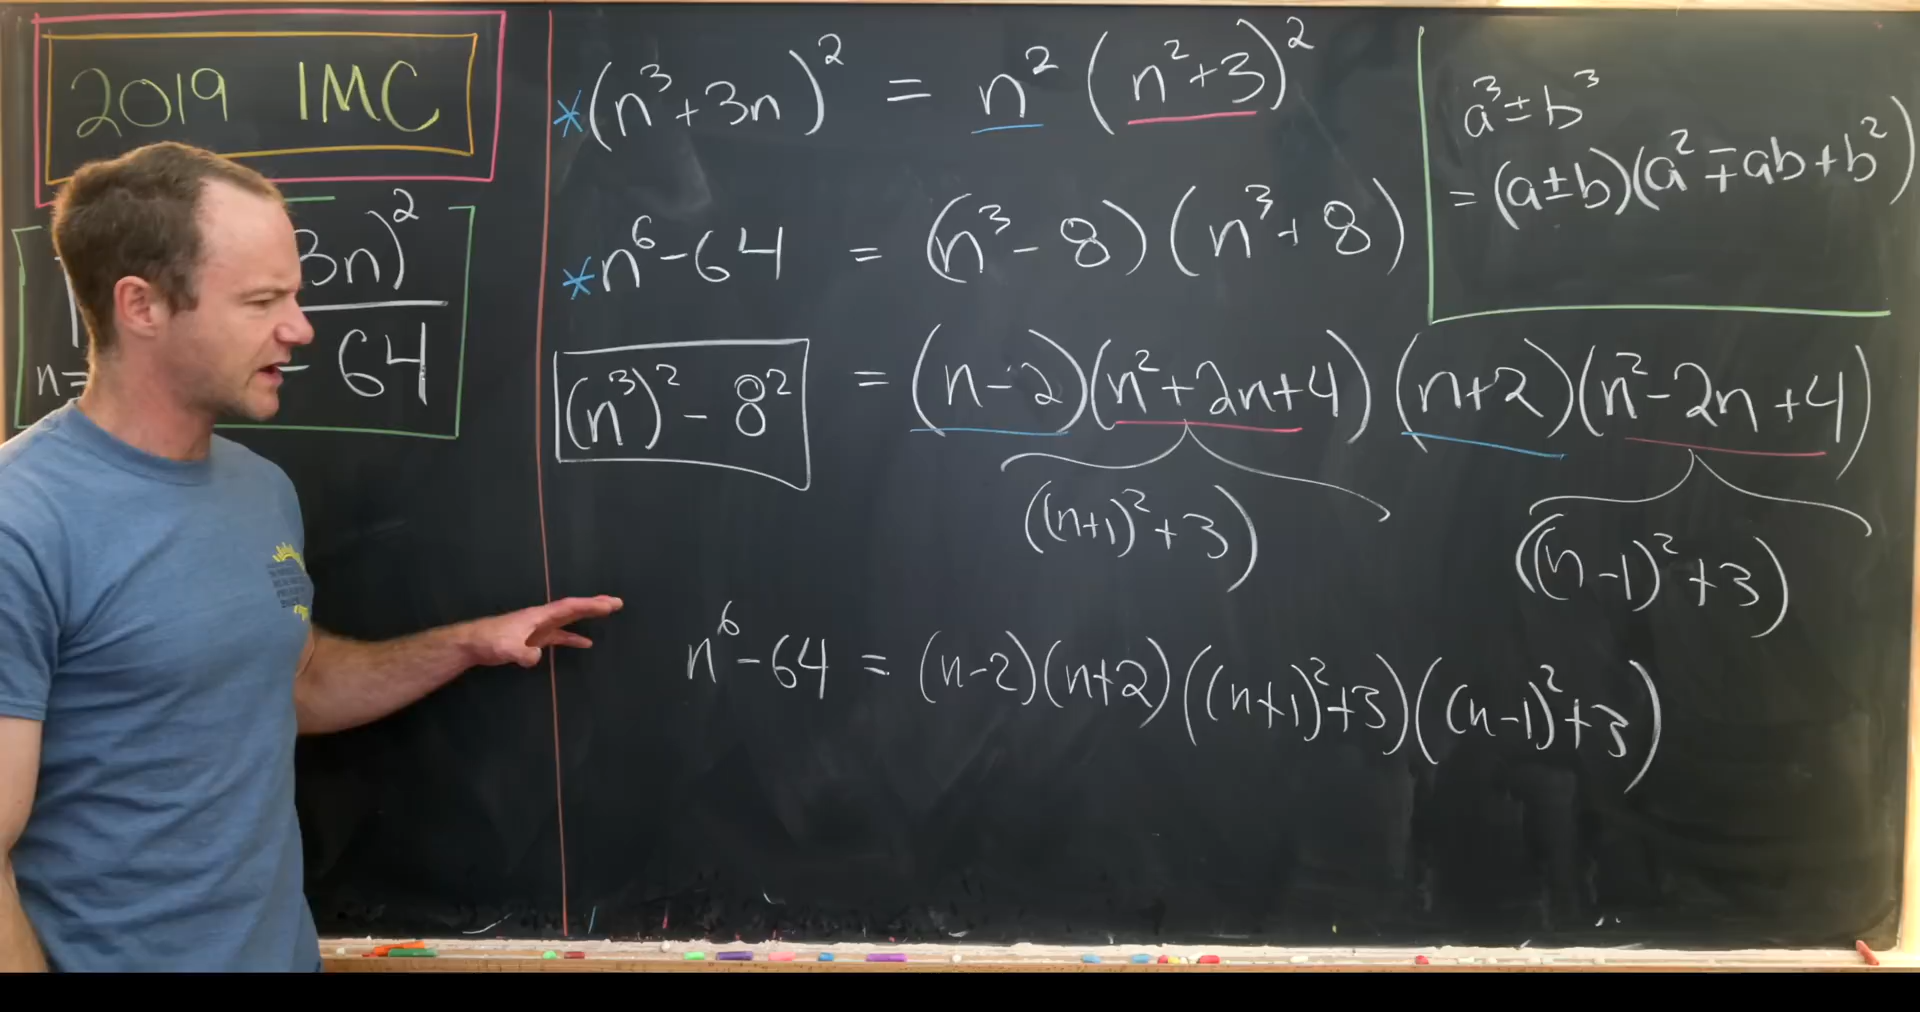 2019 IMC
3n)²
n=
- 64
*(n³+3n)² = n²(n²+3)²
*n⁶-64 = (n³-8)(n³+8)
(n³)² - 8²
= (n-2)(n²+2n+4)(n+2)(n²-2n+4)
((n+1)²+3)
((n-1)²+3)
n⁶-64 = (n-2)(n+2)((n+1)²+3)((n-1)²+3)
a³±b³
= (a±b)(a²∓ab+b²)